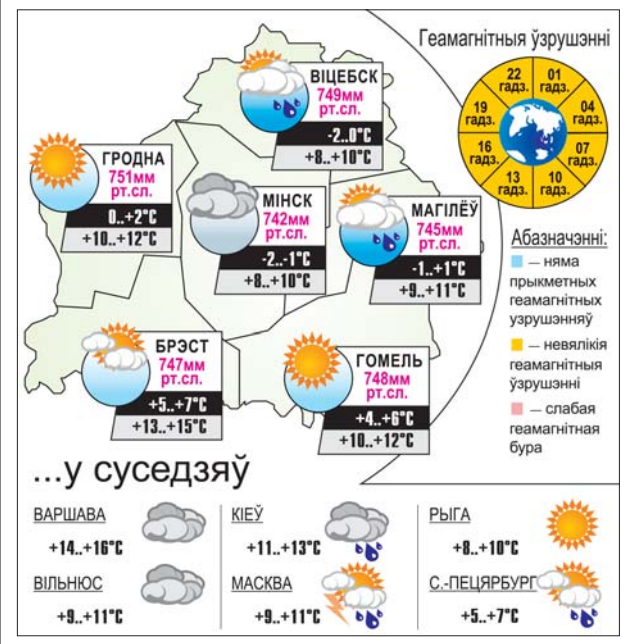 Геамагнітныя ўзрушэнні
22 гадз.
01 гадз.
04 гадз.
07 гадз.
10 гадз.
13 гадз.
16 гадз.
19 гадз.
ВІЦЕБСК
749мм
рт.сл.
-2..0°C
+8..+10°C
ГРОДНА
751мм
рт.сл.
0..+2°C
+10..+12°C
МІНСК
742мм
рт.сл.
-2..-1°C
+8..+10°C
МАГІЛЁЎ
745мм
рт.сл.
-1..+1°C
+9..+11°C
БРЭСТ
747мм
рт.сл.
+5..+7°C
+13..+15°C
ГОМЕЛЬ
748мм
рт.сл.
+4..+6°C
+10..+12°C
Абазначэнні:
— няма
прыкметных
геамагнітных
узрушэнняў
— невялікія
геамагнітныя
ўзрушэнні
— слабая
геамагнітная
бура
...у суседзяў
ВАРШАВА
+14..+16°C
КІЕЎ
+11..+13°C
РЫГА
+8..+10°C
ВІЛЬНЮС
+9..+11°C
МАСКВА
+9..+11°C
С.-ПЕЦЯРБУРГ
+5..+7°C